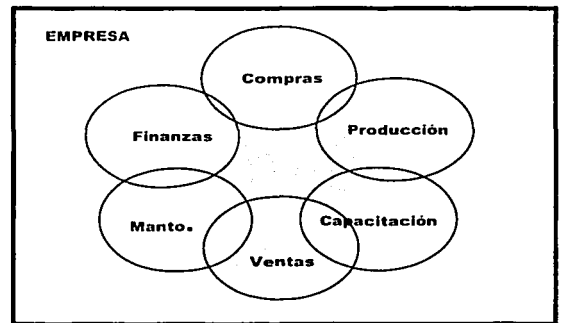 EMPRESA
Compras
Finanzas
Producción
Manto.
Capacitación
Ventas